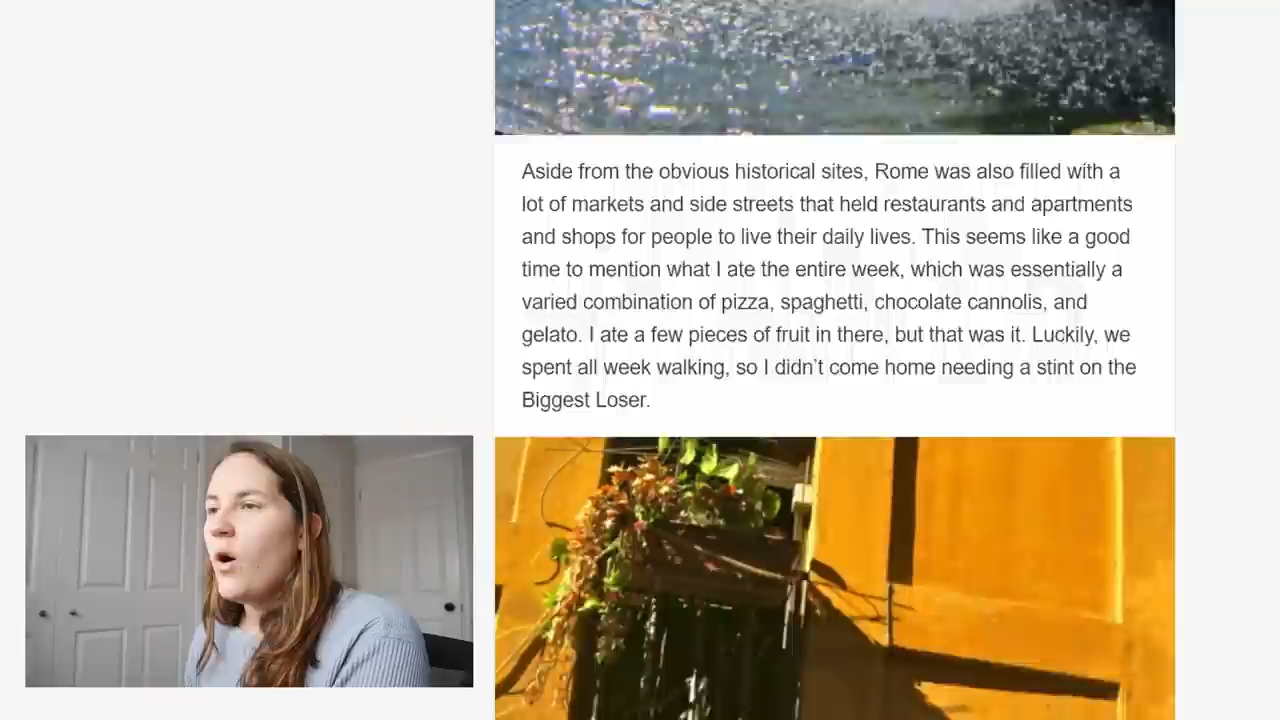 Aside from the obvious historical sites, Rome was also filled with a
lot of markets and side streets that held restaurants and apartments
and shops for people to live their daily lives. This seems like a good
time to mention what I ate the entire week, which was essentially a
varied combination of pizza, spaghetti, chocolate cannolis, and
gelato. I ate a few pieces of fruit in there, but that was it. Luckily, we
spent all week walking, so I didn’t come home needing a stint on the
Biggest Loser.